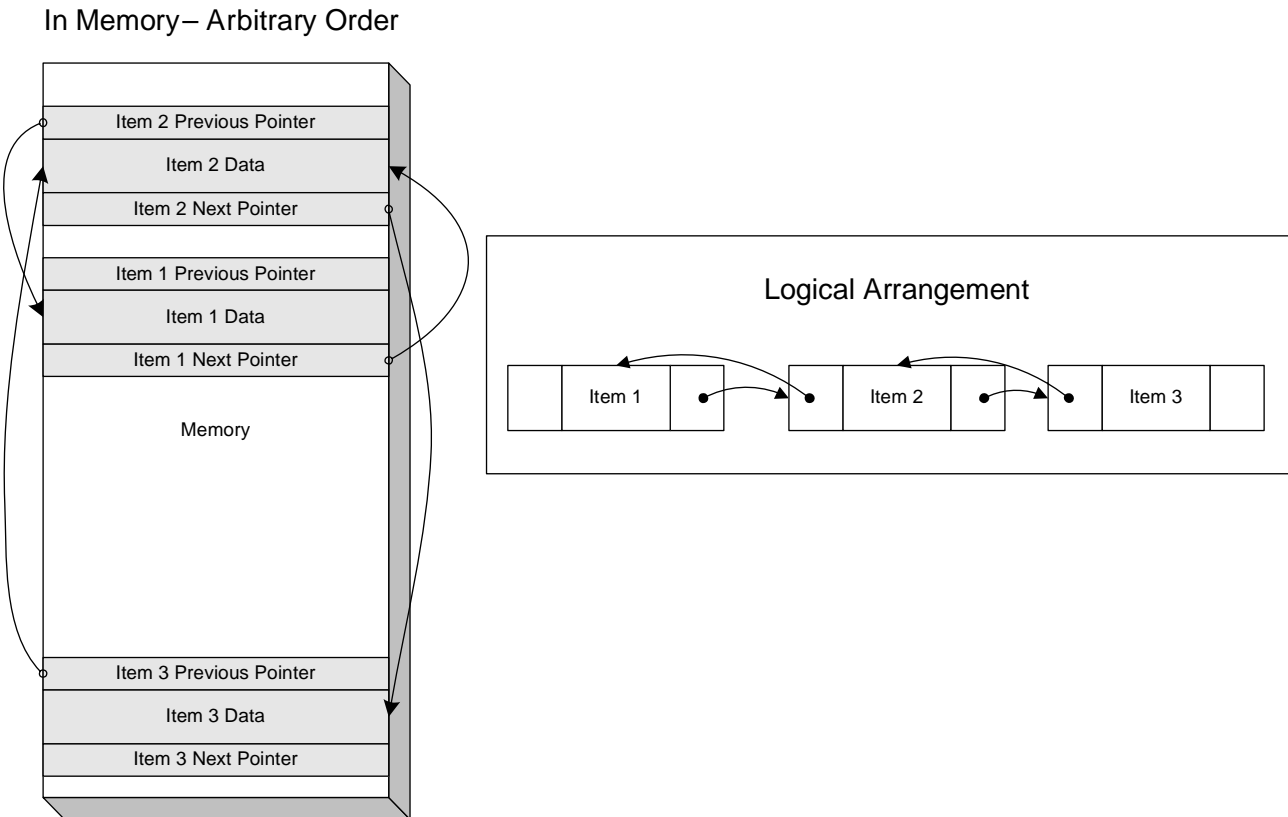 In Memory– Arbitrary Order
Item 2 Previous Pointer
Item 2 Data
Item 2 Next Pointer
Item 1 Previous Pointer
Item 1 Data
Item 1 Next Pointer
Memory
Item 3 Previous Pointer
Item 3 Data
Item 3 Next Pointer
Logical Arrangement
Item 1
Item 2
Item 3